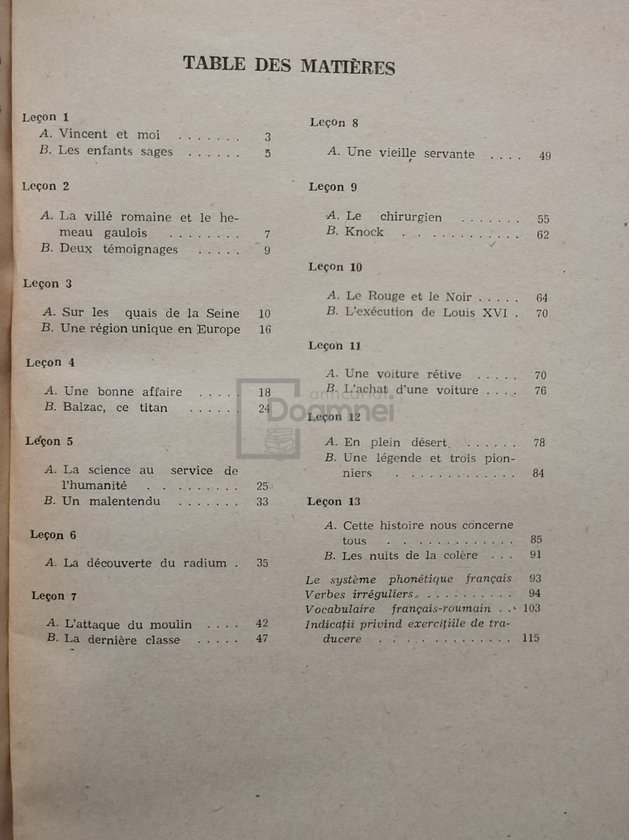 TABLE DES MATIÈRES
Leçon 1
A. Vincent et moi . . . . . . . 3
B. Les enfants sages . . . . . . 5
Leçon 2
A. La villé romaine et le he-
meau gaulois . . . . . . . . 7
B. Deux témoignages . . . . . 9
Leçon 3
A. Sur les quais de la Seine 10
B. Une région unique en Europe 16
Leçon 4
A. Une bonne affaire . . . . . 18
B. Balzac, ce titan . . . . . . 24
Leçon 5
A. La science au service de
l'humanité . . . . . . . . 25
B. Un malentendu . . . . . . . 33
Leçon 6
A. La découverte du radium . 35
Leçon 7
A. L'attaque du moulin . . . . 42
B. La dernière classe . . . . . 47
Leçon 8
A. Une vieille servante . . . . 49
Leçon 9
A. Le chirurgien . . . . . . . 55
B. Knock . . . . . . . . . . . 62
Leçon 10
A. Le Rouge et le Noir . . . . . 64
B. L'exécution de Louis XVI . 70
Leçon 11
A. Une voiture rétive . . . . . 70
B. L'achat d'une voiture . . . . 76
anticariat
Doamnei
Leçon 12
A. En plein désert . . . . . . 78
B. Une légende et trois pion-
niers . . . . . . . . . . . 84
Leçon 13
A. Cette histoire nous concerne
tous . . . . . . . . . . . 85
B. Les nuits de la colère . . . 91
Le système phonétique français 93
Verbes irréguliers . . . . . . . . . . 94
Vocabulaire français-roumain . . . 103
Indicații privind exercițiile de tra-
ducere . . . . . . . . . . . . 115